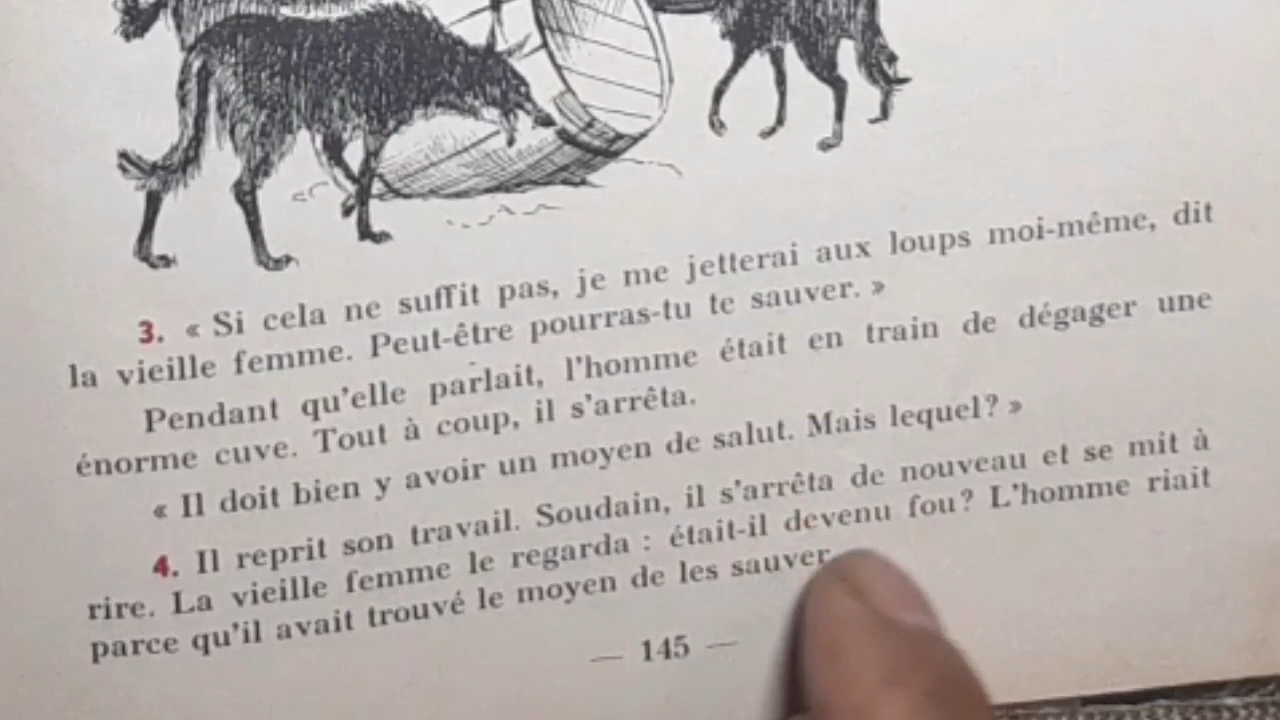 3. « Si cela ne suffit pas, je me jetterai aux loups moi-même, dit
la vieille femme. Peut-être pourras-tu te sauver. »
Pendant qu'elle parlait, l'homme était en train de dégager une
énorme cuve. Tout à coup, il s'arrêta.
« Il doit bien y avoir un moyen de salut. Mais lequel? »
4. Il reprit son travail. Soudain, il s'arrêta de nouveau et se mit à
rire. La vieille femme le regarda : était-il devenu fou? L'homme riait
parce qu'il avait trouvé le moyen de les sauver.
— 145 —